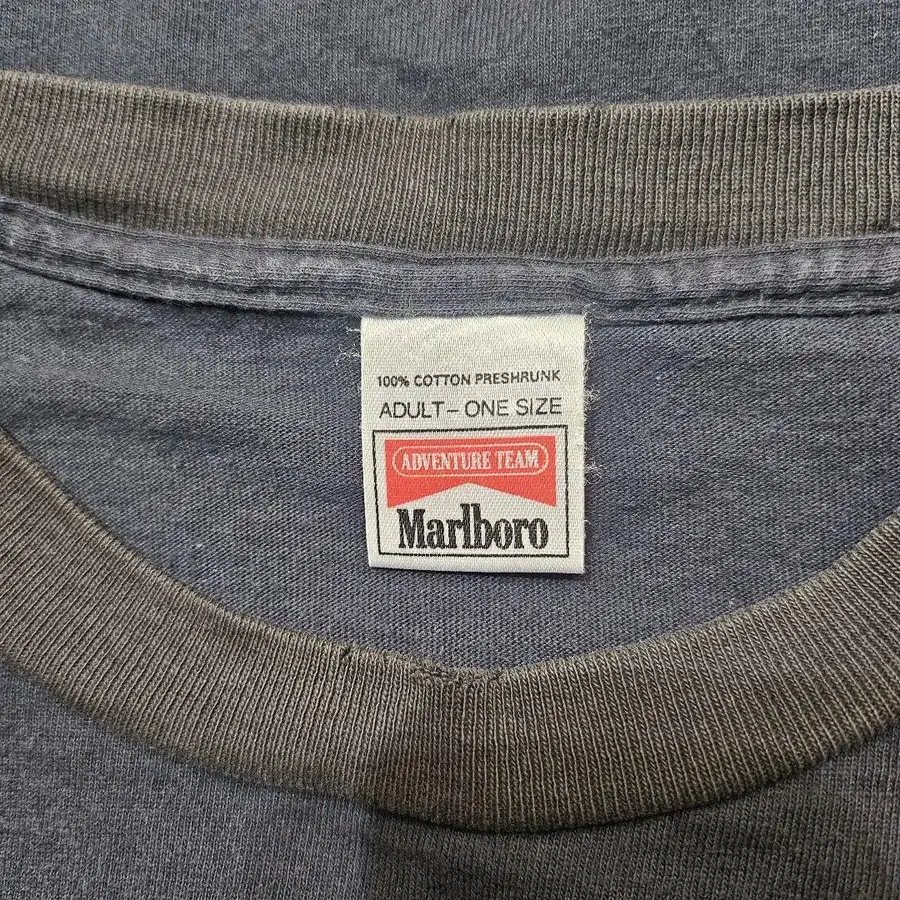 100% COTTON PRESHRUNK
ADULT – ONE SIZE
ADVENTURE TEAM
Marlboro